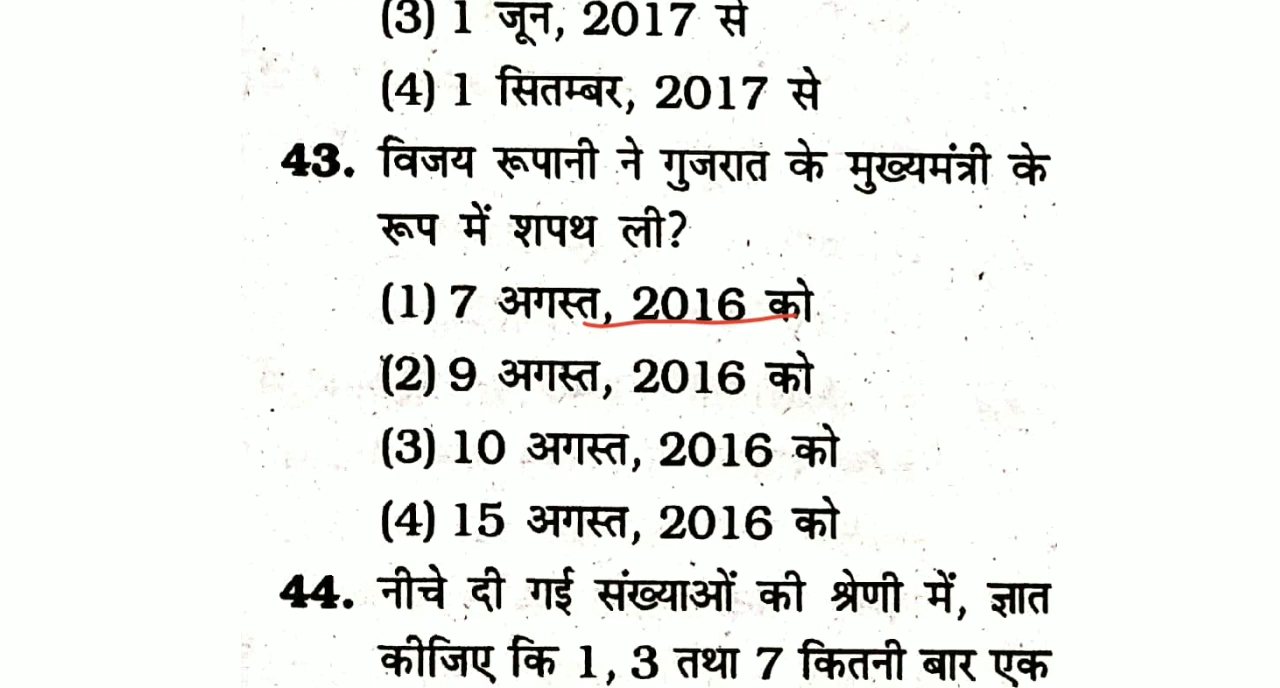 (3) 1 जून, 2017 से
(4) 1 सितम्बर, 2017 से
43. विजय रूपानी ने गुजरात के मुख्यमंत्री के
रूप में शपथ ली?
(1) 7 अगस्त, 2016 को
(2) 9 अगस्त, 2016 को
(3) 10 अगस्त, 2016 को
(4) 15 अगस्त, 2016 को
44. नीचे दी गई संख्याओं की श्रेणी में, ज्ञात
कीजिए कि 1, 3 तथा 7 कितनी बार एक